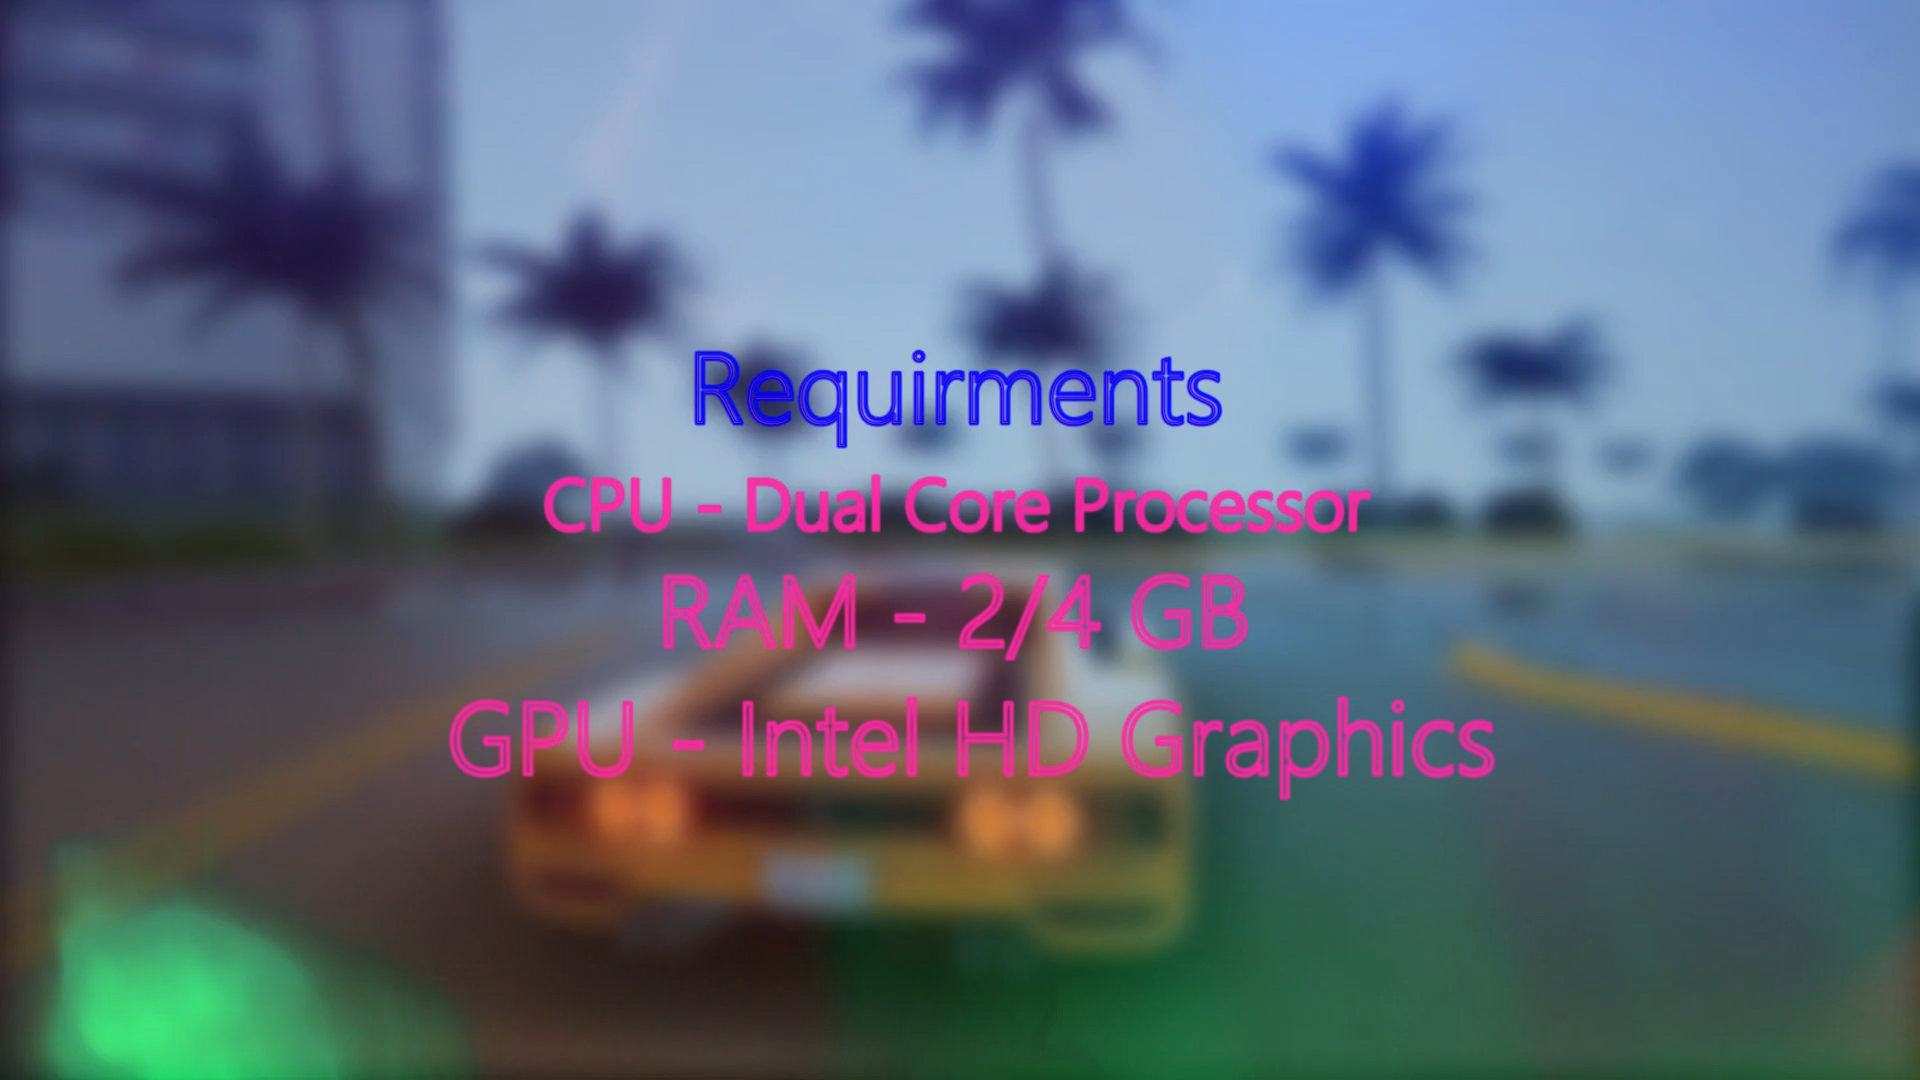 Requirments
CPU - Dual Core Processor
RAM - 2/4 GB
GPU - Intel HD Graphics